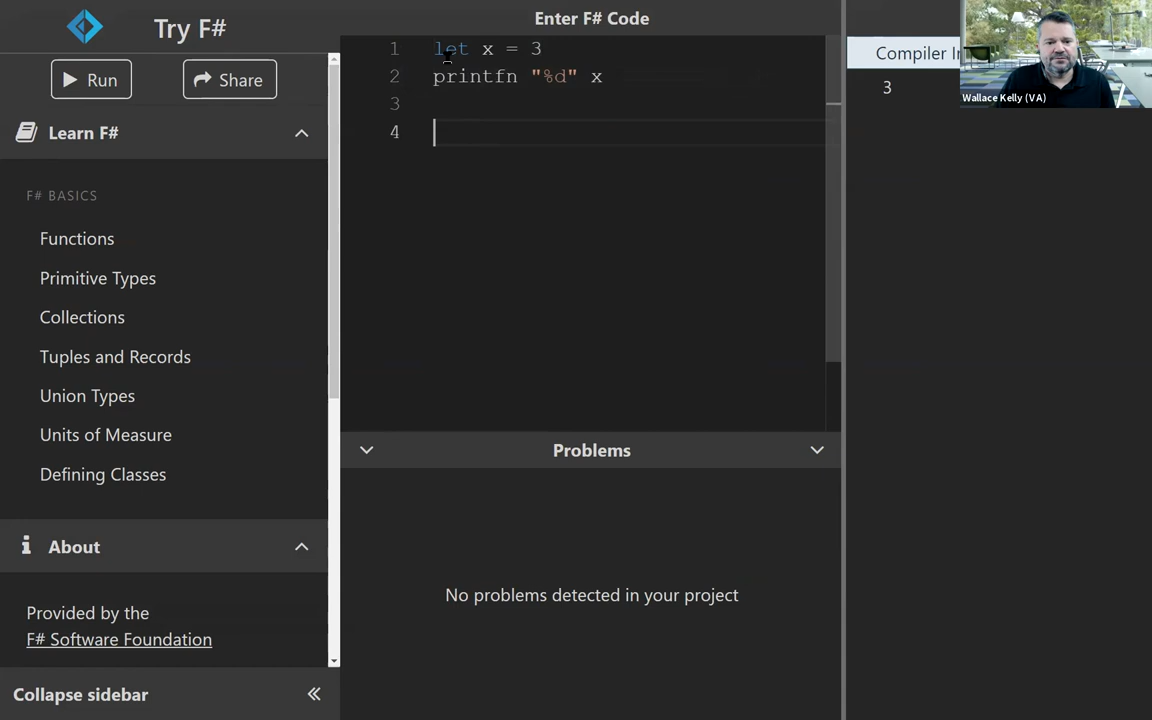 Try F#
Run
Share
Learn F#
F# BASICS
Functions
Primitive Types
Collections
Tuples and Records
Union Types
Units of Measure
Defining Classes
About
Provided by the
F# Software Foundation
Collapse sidebar
Enter F# Code
1 let x = 3
2 printfn "%d" x
3
4
Problems
No problems detected in your project
Compiler In
3
Wallace Kelly (VA)